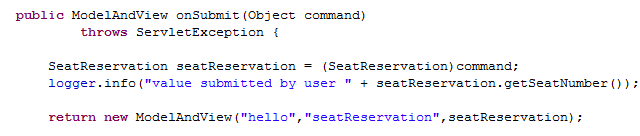 public ModelAndView onSubmit(Object command)
throws ServletException {
SeatReservation seatReservation = (SeatReservation)command;
logger.info("value submitted by user " + seatReservation.getSeatNumber());
return new ModelAndView("hello","seatReservation",seatReservation);